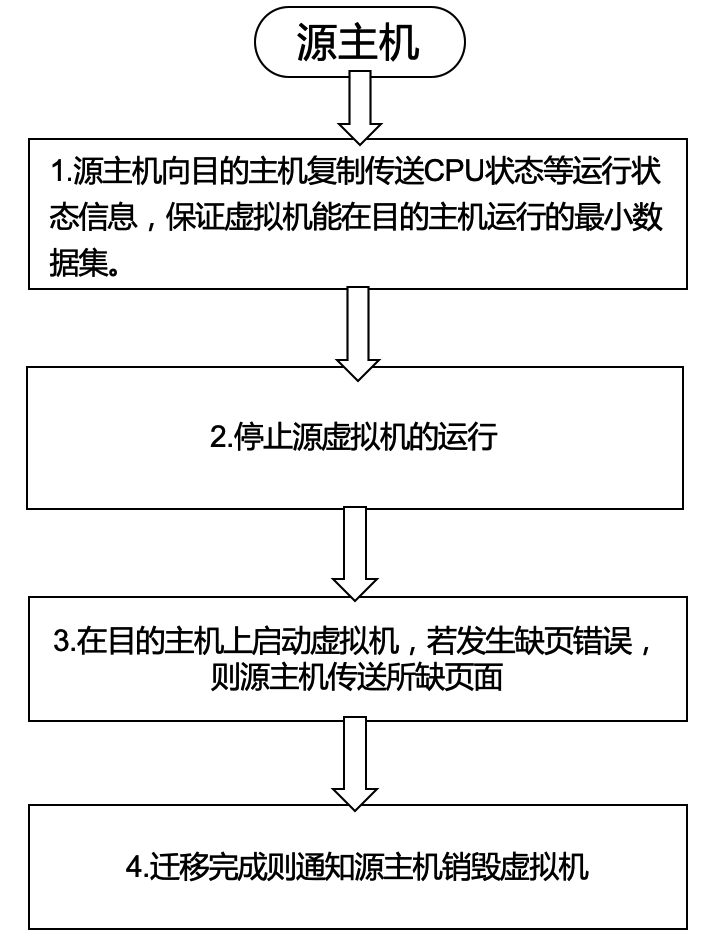 源主机
1.源主机向目的主机复制传送CPU状态等运行状
态信息，保证虚拟机能在目的主机运行的最小数
据集。
2.停止源虚拟机的运行
3.在目的主机上启动虚拟机，若发生缺页错误，
则源主机传送所缺页面
4.迁移完成则通知源主机销毁虚拟机